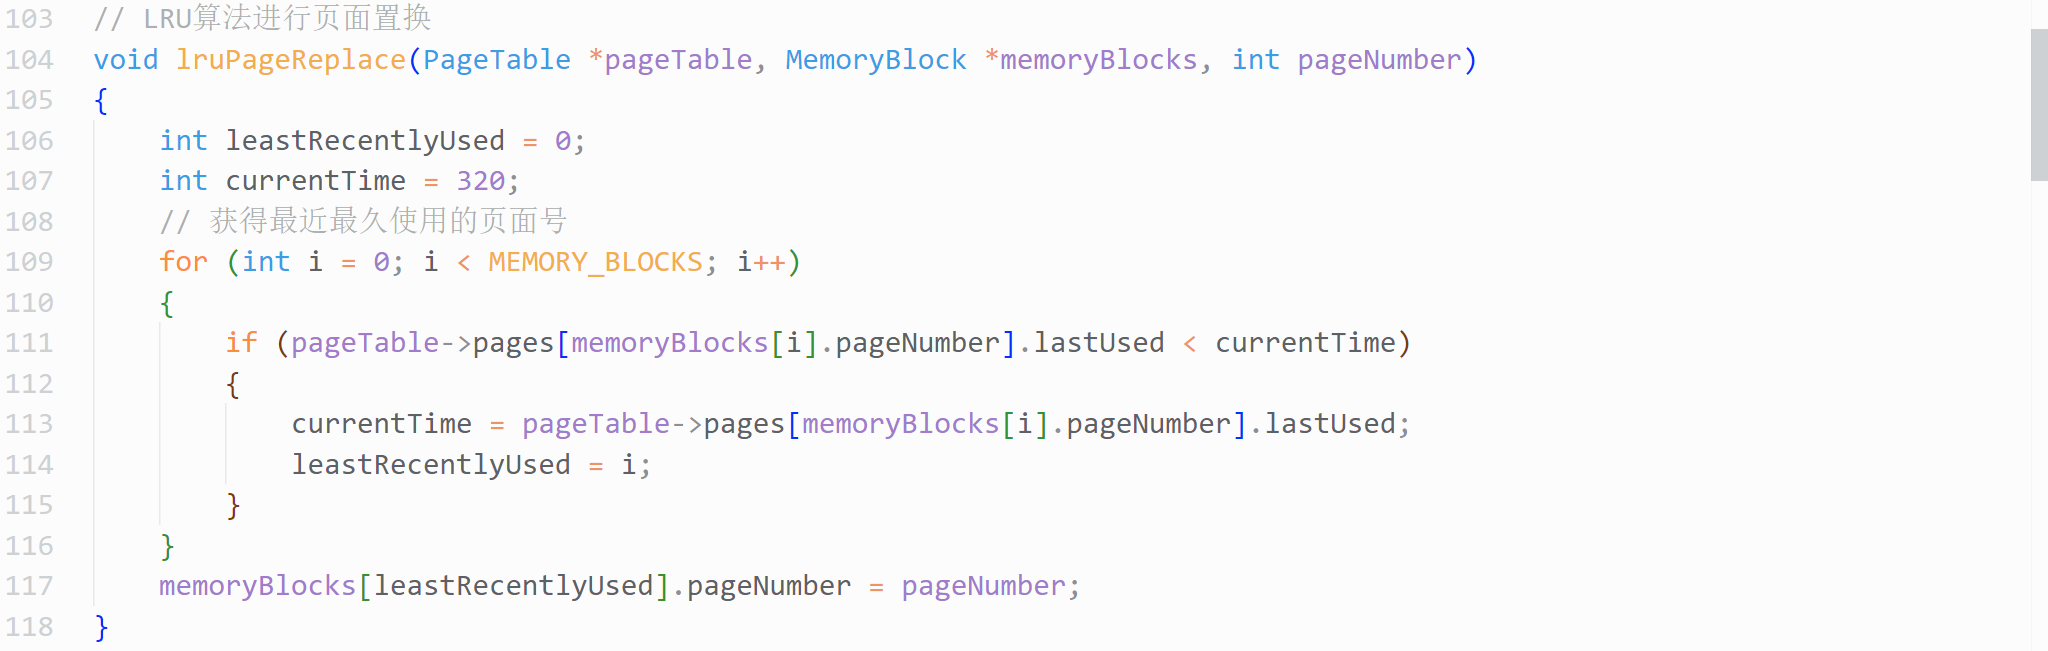 103 // LRU算法进行页面置换
104 void lruPageReplace(PageTable *pageTable, MemoryBlock *memoryBlocks, int pageNumber)
105 {
106     int leastRecentlyUsed = 0;
107     int currentTime = 320;
108     // 获得最近最久使用的页面号
109     for (int i = 0; i < MEMORY_BLOCKS; i++)
110     {
111         if (pageTable->pages[memoryBlocks[i].pageNumber].lastUsed < currentTime)
112         {
113             currentTime = pageTable->pages[memoryBlocks[i].pageNumber].lastUsed;
114             leastRecentlyUsed = i;
115         }
116     }
117     memoryBlocks[leastRecentlyUsed].pageNumber = pageNumber;
118 }